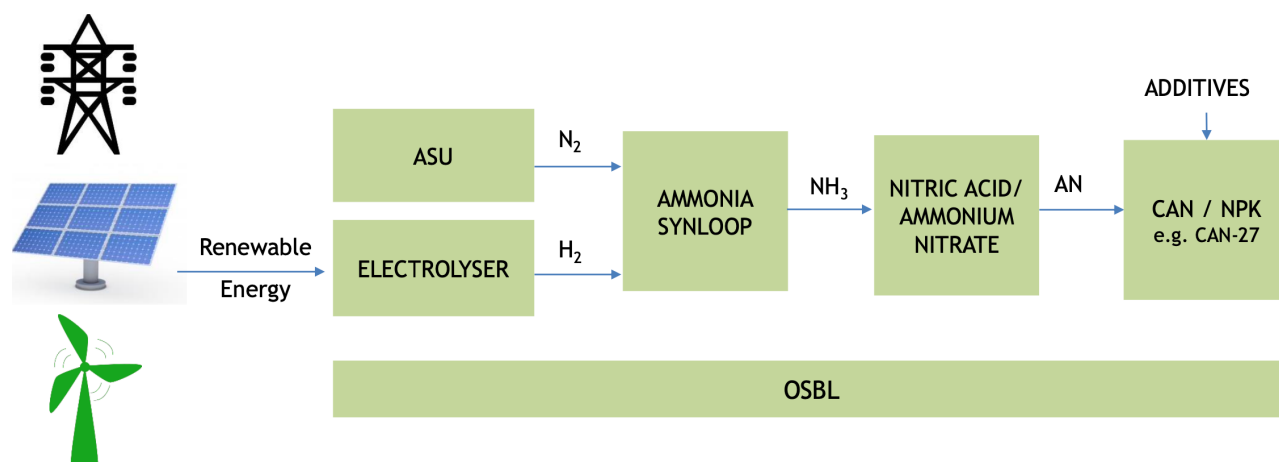 ADDITIVES
ASU
N₂
AMMONIA
SYNLOOP
NH₃
NITRIC ACID/
AMMONIUM
NITRATE
AN
CAN / NPK
e.g. CAN-27
Renewable
Energy
ELECTROLYSER
H₂
OSBL